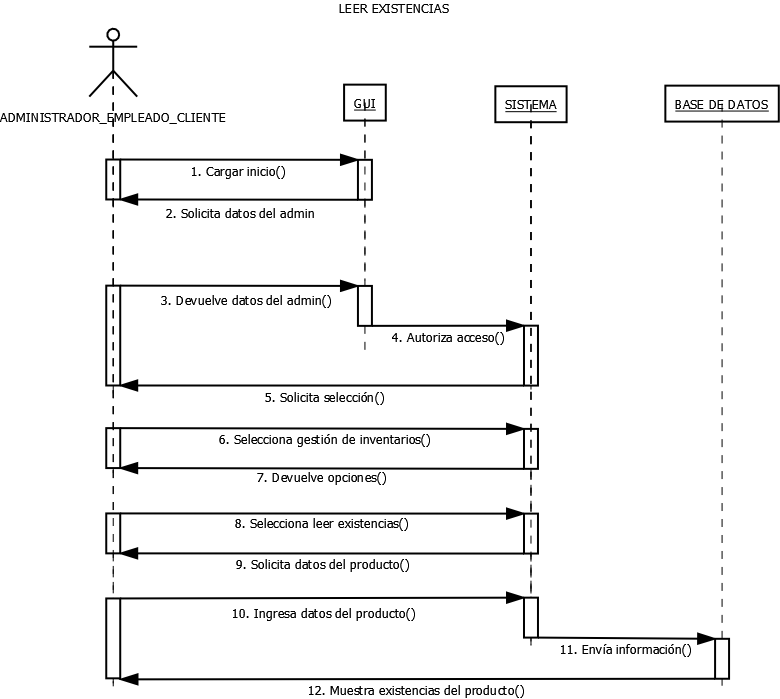 LEER EXISTENCIAS
GUI
SISTEMA
BASE DE DATOS
ADMINISTRADOR_EMPLEADO_CLIENTE
1. Cargar inicio()
2. Solicita datos del admin
3. Devuelve datos del admin()
4. Autoriza acceso()
5. Solicita selección()
6. Selecciona gestión de inventarios()
7. Devuelve opciones()
8. Selecciona leer existencias()
9. Solicita datos del producto()
10. Ingresa datos del producto()
11. Envía información()
12. Muestra existencias del producto()